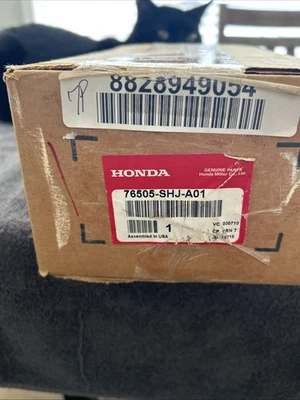 8828949054
HONDA
GENUINE PARTS
Honda Motor Co., Ltd.
76505-SHJ-A01
1
Assembled in USA